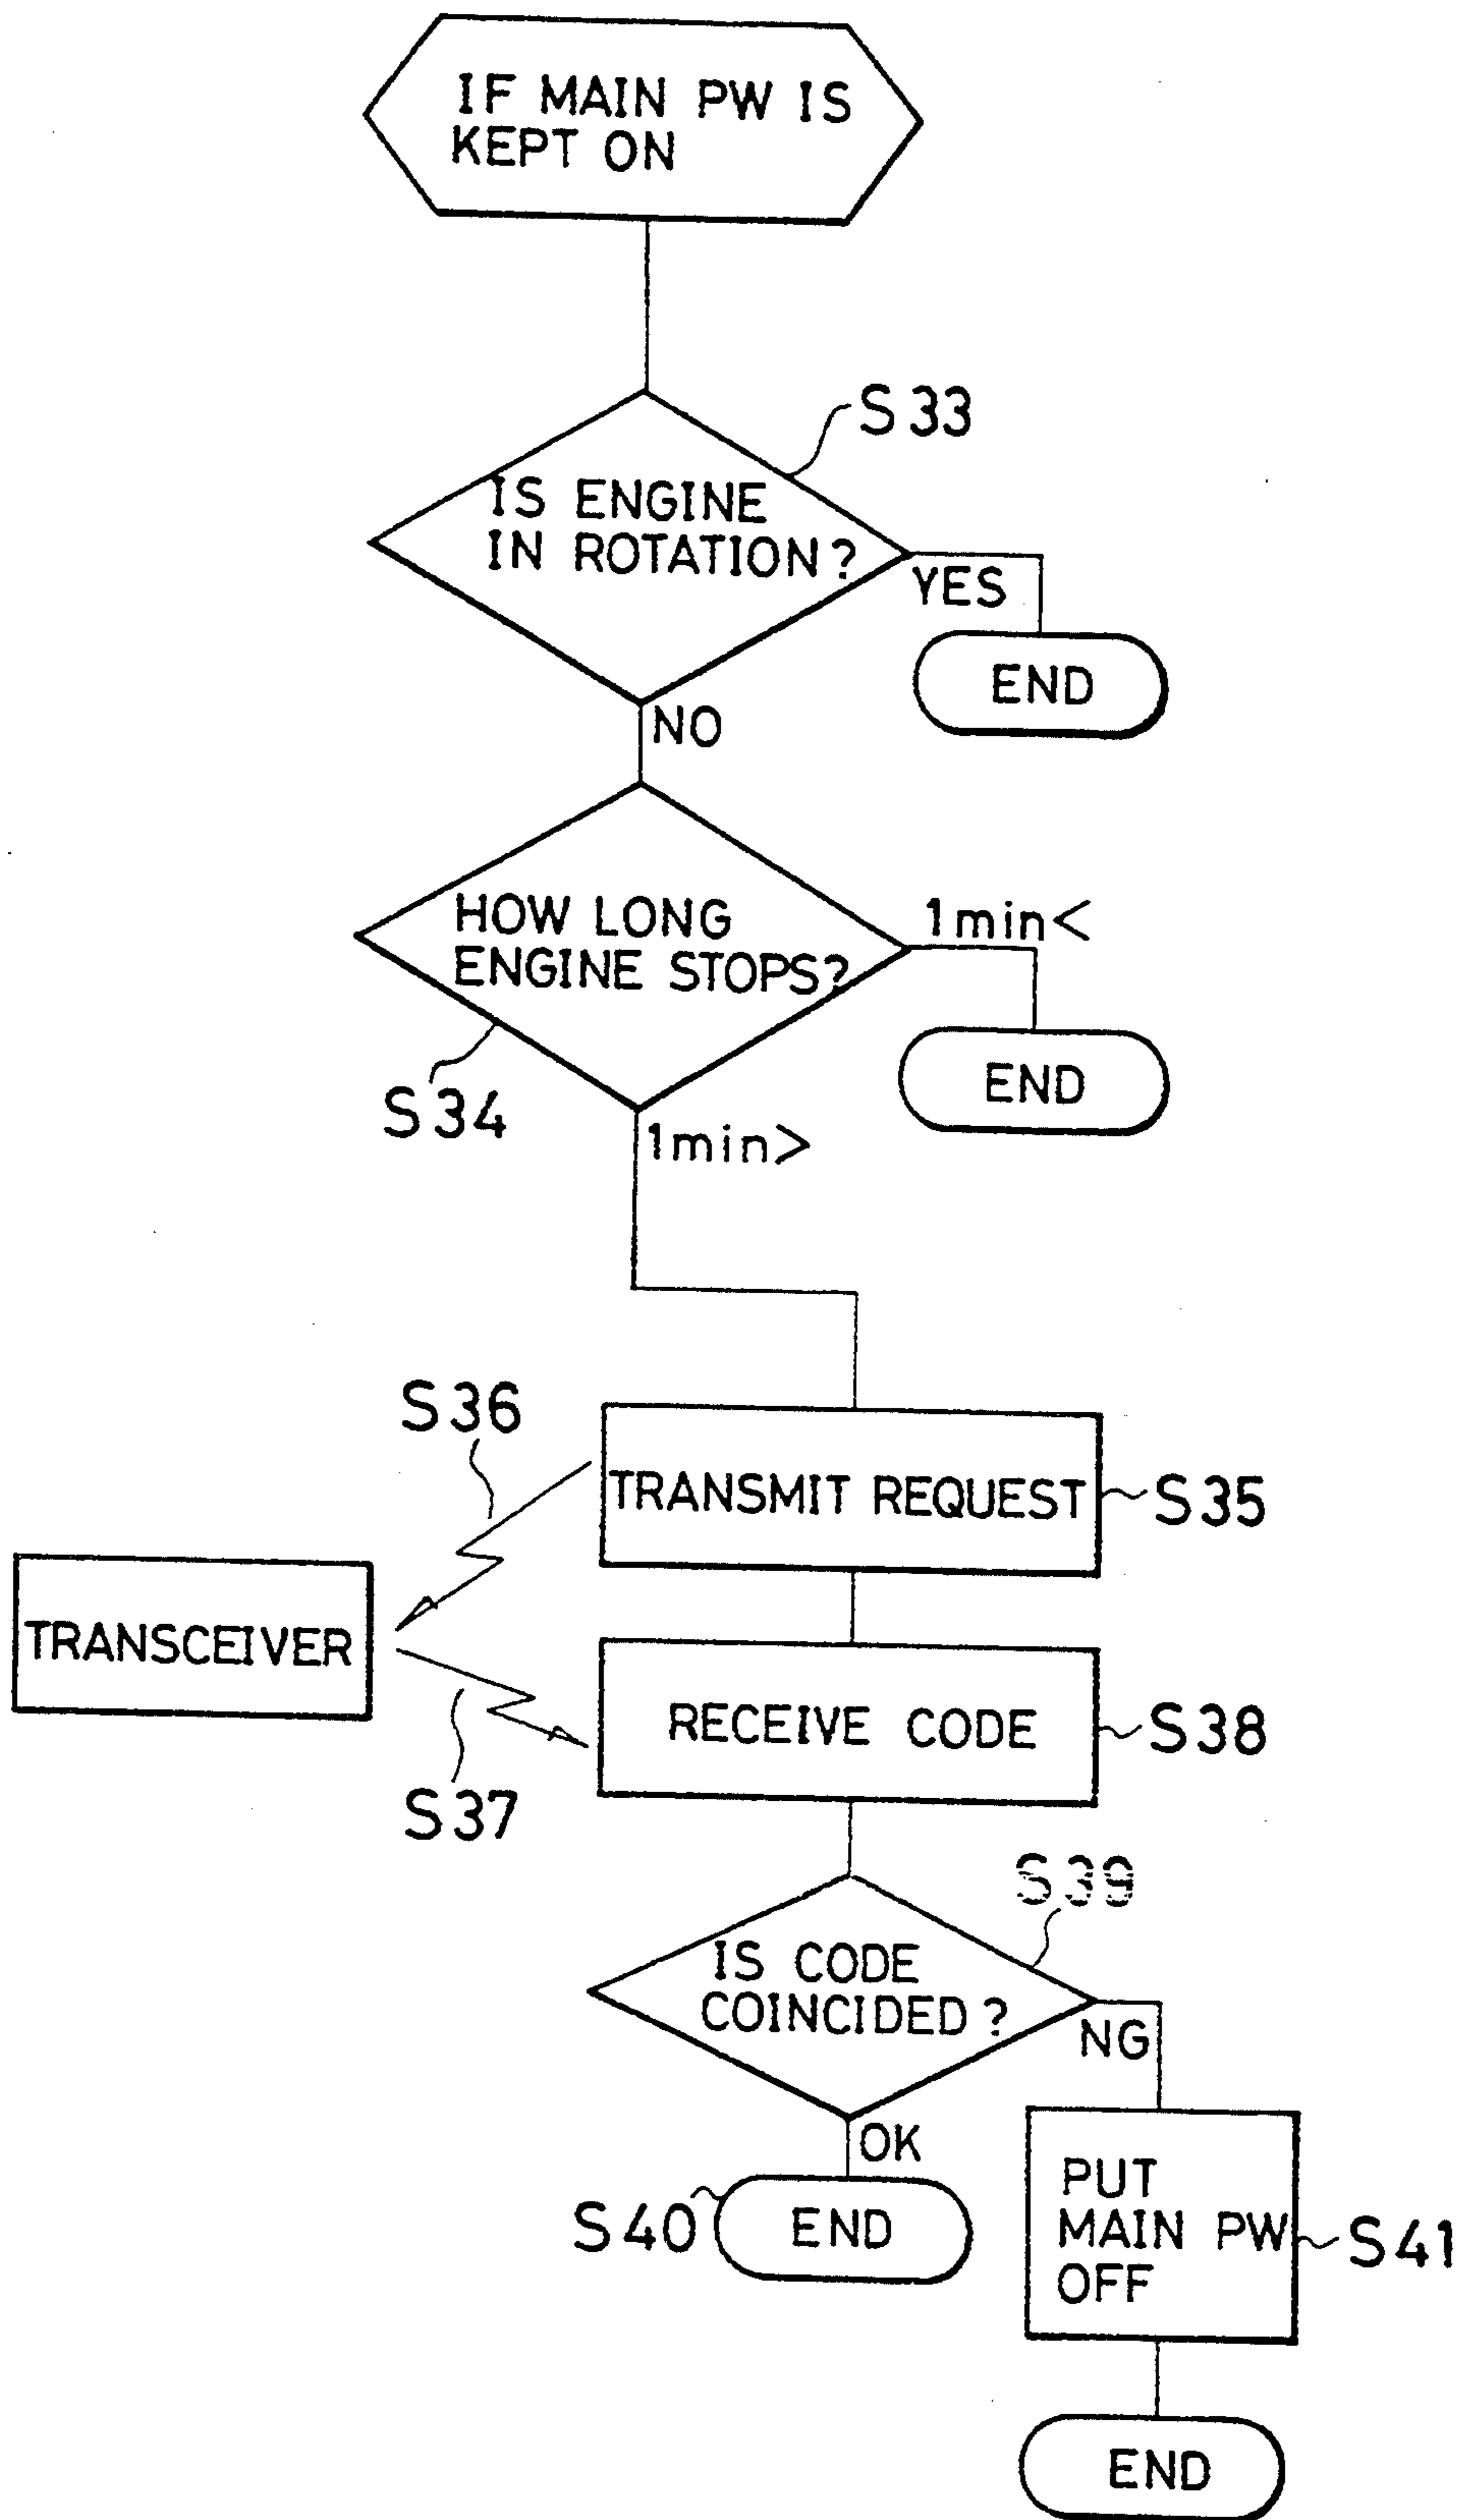 IF MAIN PW IS
KEPT ON
S33
IS ENGINE
IN ROTATION?
YES
END
NO
HOW LONG
ENGINE STOPS?
1min<
END
S34
1min>
S36
TRANSMIT REQUEST
S35
TRANSCEIVER
RECEIVE CODE
S38
S37
S39
IS CODE
COINCIDED?
NG
OK
S40
END
PUT
MAIN PW
OFF
S41
END